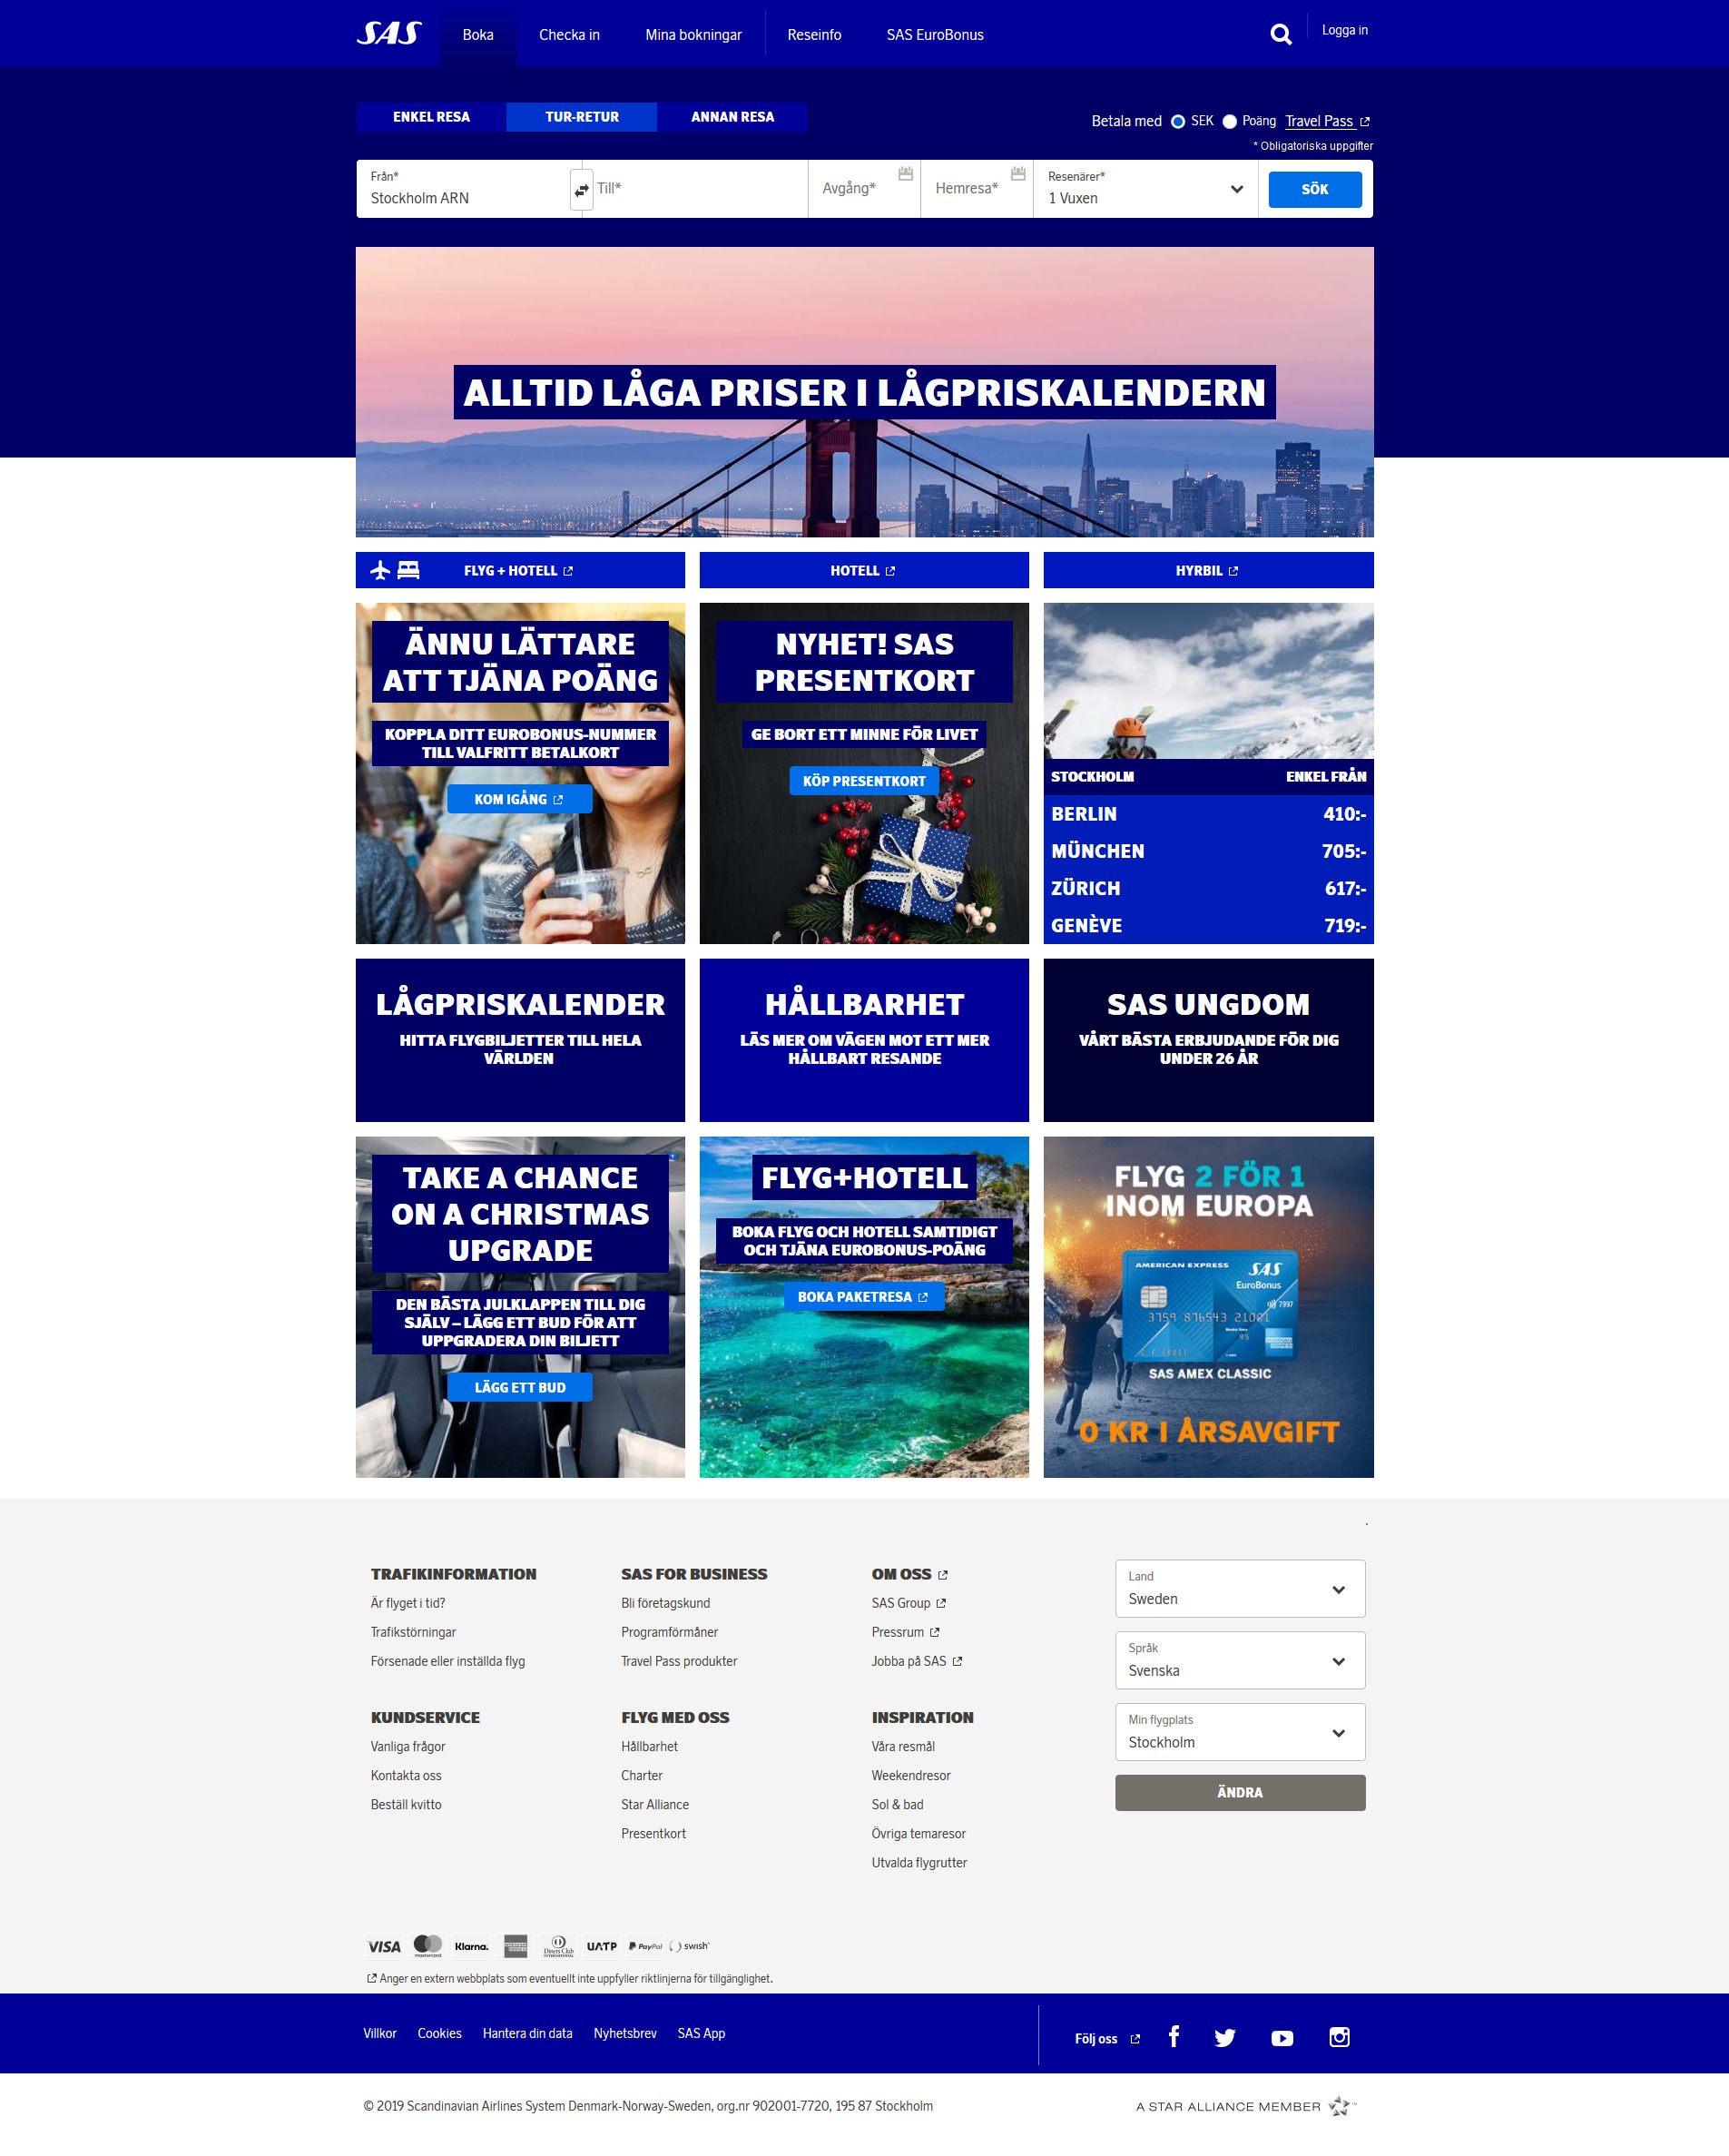 SAS
Boka
Checka in
Mina bokningar
Reseinfo
SAS EuroBonus
Logga in
ENKEL RESA
TUR-RETUR
ANNAN RESA
Betala med
SEK
Poäng
Travel Pass
* Obligatoriska uppgifter
Från*
Stockholm ARN
Till*
Avgång*
Hemresa*
Resenärer*
1 Vuxen
SÖK
ALLTID LÅGA PRISER I LÅGPRISKALENDERN
FLYG + HOTELL
HOTELL
HYRBIL
ÄNNU LÄTTARE
ATT TJÄNA POÄNG
KOPPLA DITT EUROBONUS-NUMMER
TILL VALFRITT BETALKORT
KOM IGÅNG
NYHET! SAS
PRESENTKORT
GE BORT ETT MINNE FÖR LIVET
KÖP PRESENTKORT
STOCKHOLM ENKEL FRÅN
BERLIN 410:-
MÜNCHEN 705:-
ZÜRICH 617:-
GENÈVE 719:-
LÅGPRISKALENDER
HITTA FLYGBILJETTER TILL HELA
VÄRLDEN
HÅLLBARHET
LÄS MER OM VÄGEN MOT ETT MER
HÅLLBART RESANDE
SAS UNGDOM
VÅRT BÄSTA ERBJUDANDE FÖR DIG
UNDER 26 ÅR
TAKE A CHANCE
ON A CHRISTMAS
UPGRADE
DEN BÄSTA JULKLAPPEN TILL DIG
SJÄLV – LÄGG ETT BUD FÖR ATT
UPPGRADERA DIN BILJETT
LÄGG ETT BUD
FLYG+HOTELL
BOKA FLYG OCH HOTELL SAMTIDIGT
OCH TJÄNA EUROBONUS-POÄNG
BOKA PAKETRESA
FLYG 2 FÖR 1
INOM EUROPA
AMERICAN EXPRESS
SAS
EuroBonus
7997
3759 876543 21001
95
C F FROST
SAS AMEX CLASSIC
0 KR I ÅRSAVGIFT
TRAFIKINFORMATION
Är flyget i tid?
Trafikstörningar
Försenade eller inställda flyg
SAS FOR BUSINESS
Bli företagskund
Programförmåner
Travel Pass produkter
OM OSS
SAS Group
Pressrum
Jobba på SAS
Land
Sweden
Språk
Svenska
Min flygplats
Stockholm
ÄNDRA
KUNDSERVICE
Vanliga frågor
Kontakta oss
Beställ kvitto
FLYG MED OSS
Hållbarhet
Charter
Star Alliance
Presentkort
INSPIRATION
Våra resmål
Weekendresor
Sol & bad
Övriga temaresor
Utvalda flygrutter
VISA
mastercard
Klarna.
Diners Club
INTERNATIONAL
UATP
PayPal
swish
Anger en extern webbplats som eventuellt inte uppfyller riktlinjerna för tillgänglighet.
Villkor
Cookies
Hantera din data
Nyhetsbrev
SAS App
Följ oss
© 2019 Scandinavian Airlines System Denmark-Norway-Sweden, org.nr 902001-7720, 195 87 Stockholm
A STAR ALLIANCE MEMBER